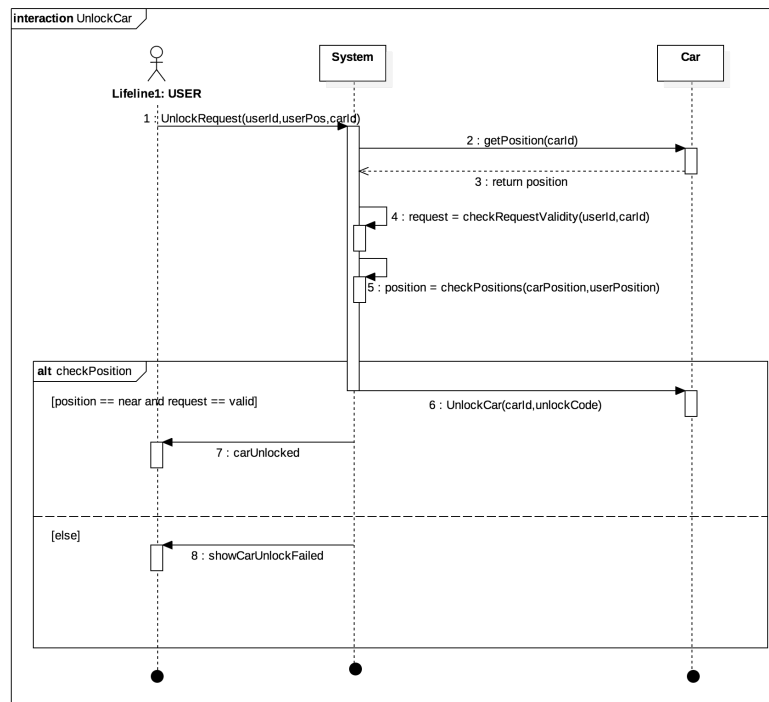 interaction UnlockCar
System
Car
Lifeline1: USER
1 : UnlockRequest(userId,userPos,carId)
2 : getPosition(carId)
3 : return position
4 : request = checkRequestValidity(userId,carId)
5 : position = checkPositions(carPosition,userPosition)
alt checkPosition
[position == near and request == valid]
6 : UnlockCar(carId,unlockCode)
7 : carUnlocked
[else]
8 : showCarUnlockFailed